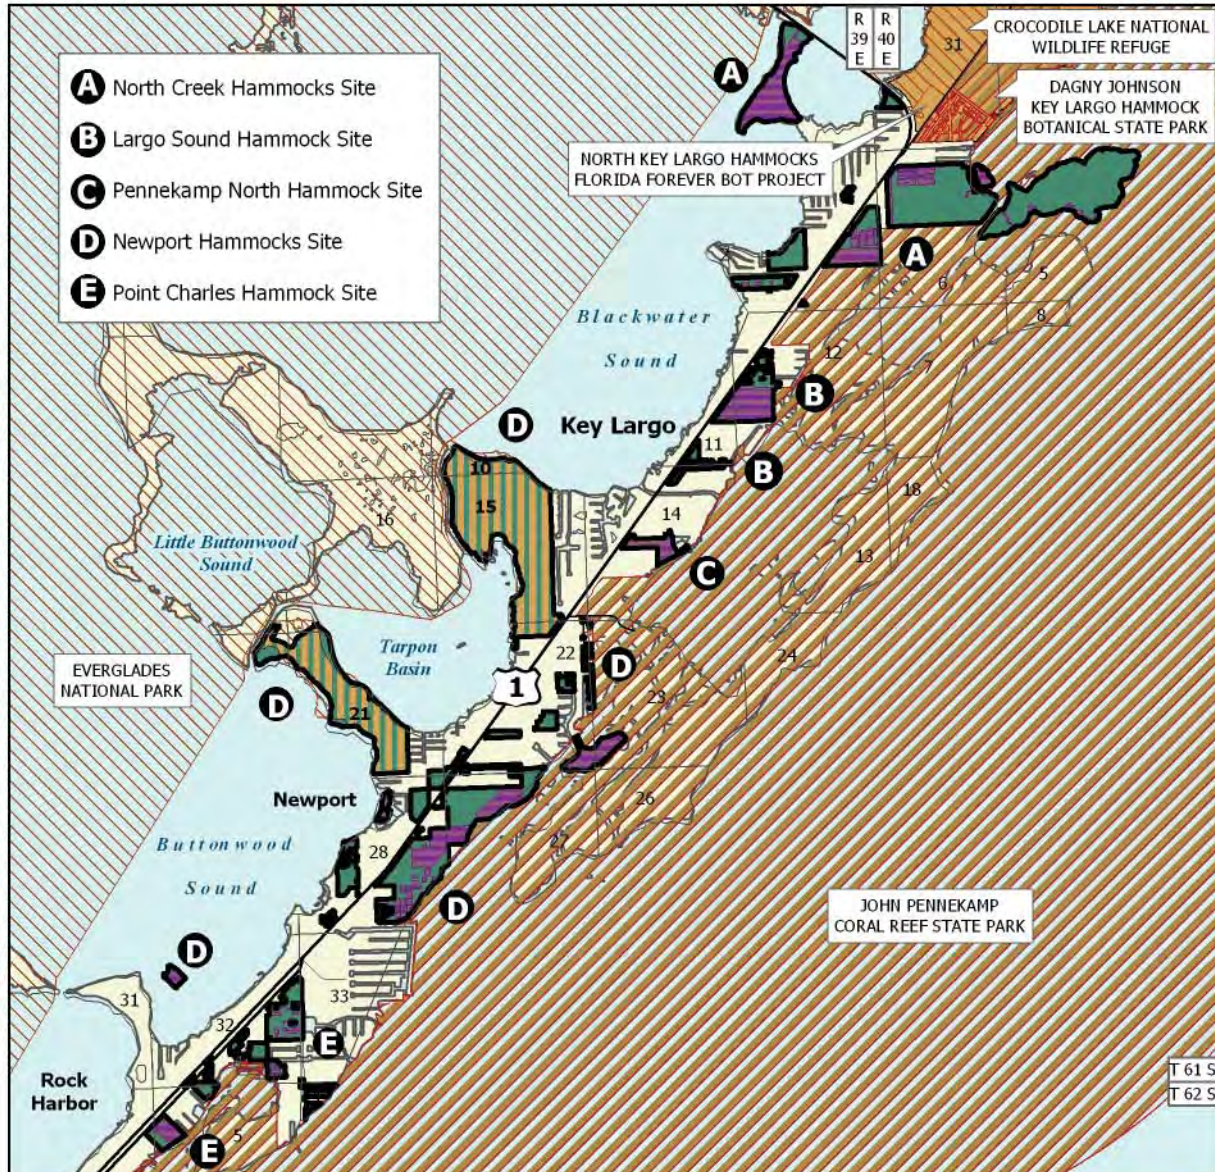 R
39
E
R
40
E
31
CROCODILE LAKE NATIONAL
WILDLIFE REFUGE
A North Creek Hammocks Site
B Largo Sound Hammock Site
C Pennekamp North Hammock Site
D Newport Hammocks Site
E Point Charles Hammock Site
A
DAGNY JOHNSON
KEY LARGO HAMMOCK
BOTANICAL STATE PARK
NORTH KEY LARGO HAMMOCKS
FLORIDA FOREVER BOT PROJECT
A
5
6
8
Blackwater
Sound
12
7
B
D
Key Largo
11
B
10
15
18
16
14
Little Buttonwood
Sound
13
C
Tarpon
Basin
22
24
D
EVERGLADES
NATIONAL PARK
1
23
D
21
Newport
26
27
Buttonwood
Sound
28
D
JOHN PENNEKAMP
CORAL REEF STATE PARK
D
31
33
32
E
Rock
Harbor
T 61 S
T 62 S
5
E